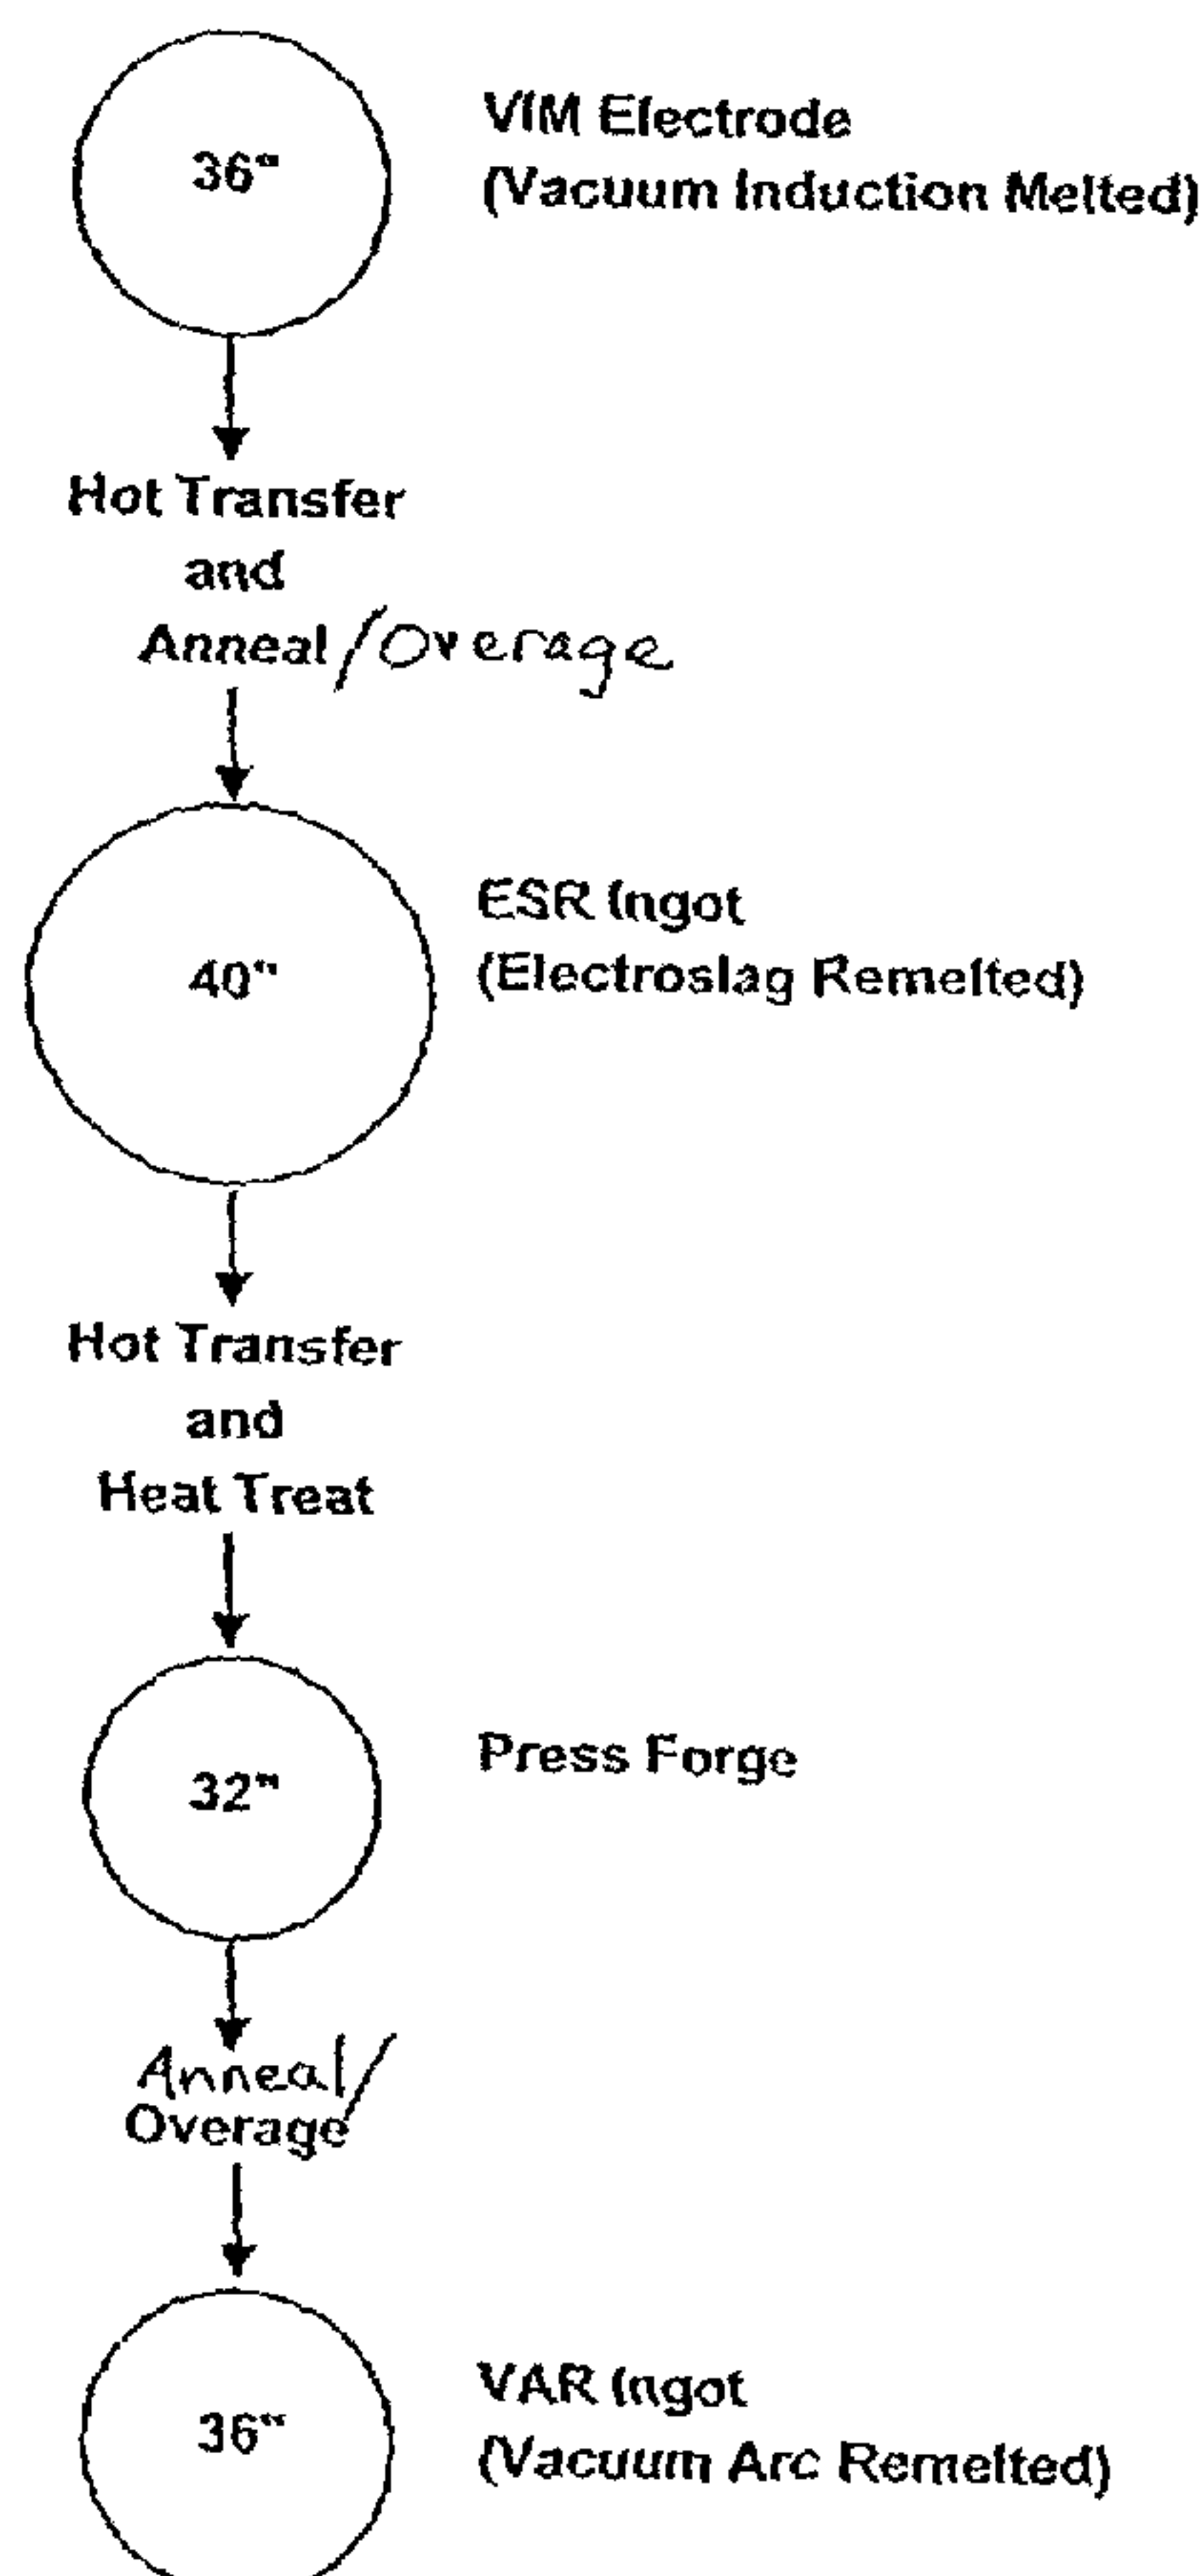 36"
VIM Electrode
(Vacuum Induction Melted)
Hot Transfer
and
Anneal/Overage
40"
ESR Ingot
(Electroslag Remelted)
Hot Transfer
and
Heat Treat
32"
Press Forge
Anneal/
Overage
36"
VAR Ingot
(Vacuum Arc Remelted)